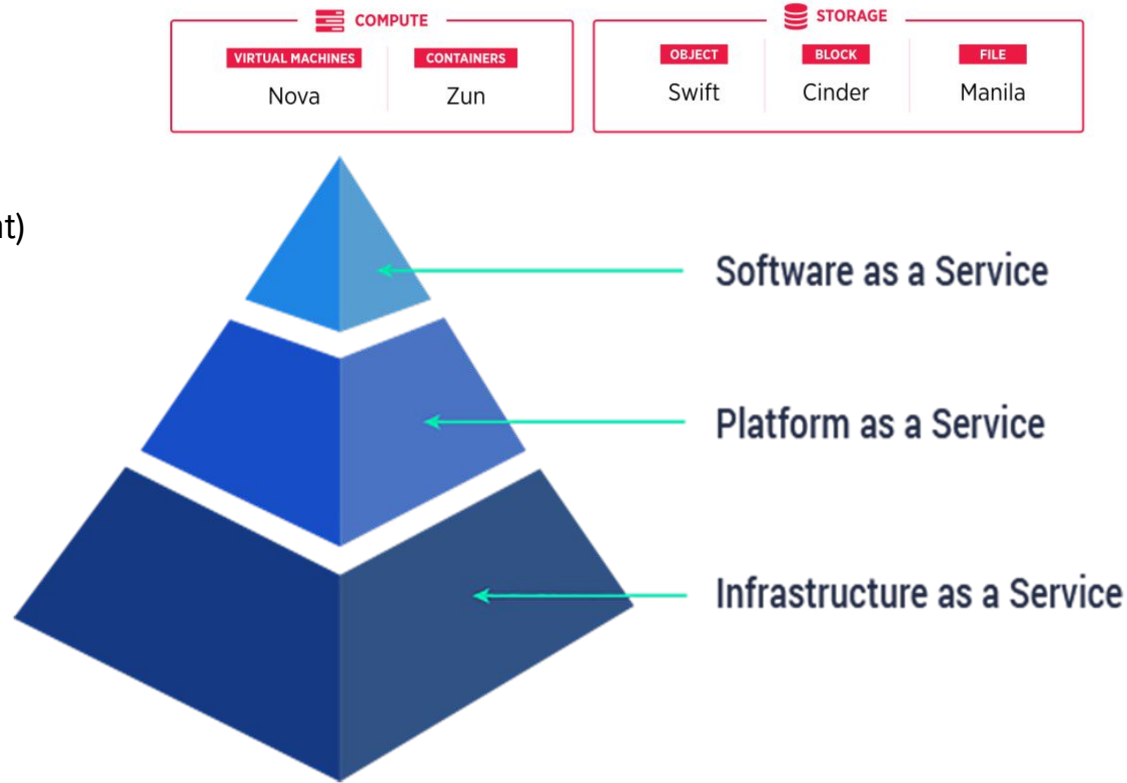 COMPUTE
STORAGE
VIRTUAL MACHINES
CONTAINERS
OBJECT
BLOCK
FILE
Nova
Zun
Swift
Cinder
Manila
Software as a Service
Platform as a Service
Infrastructure as a Service